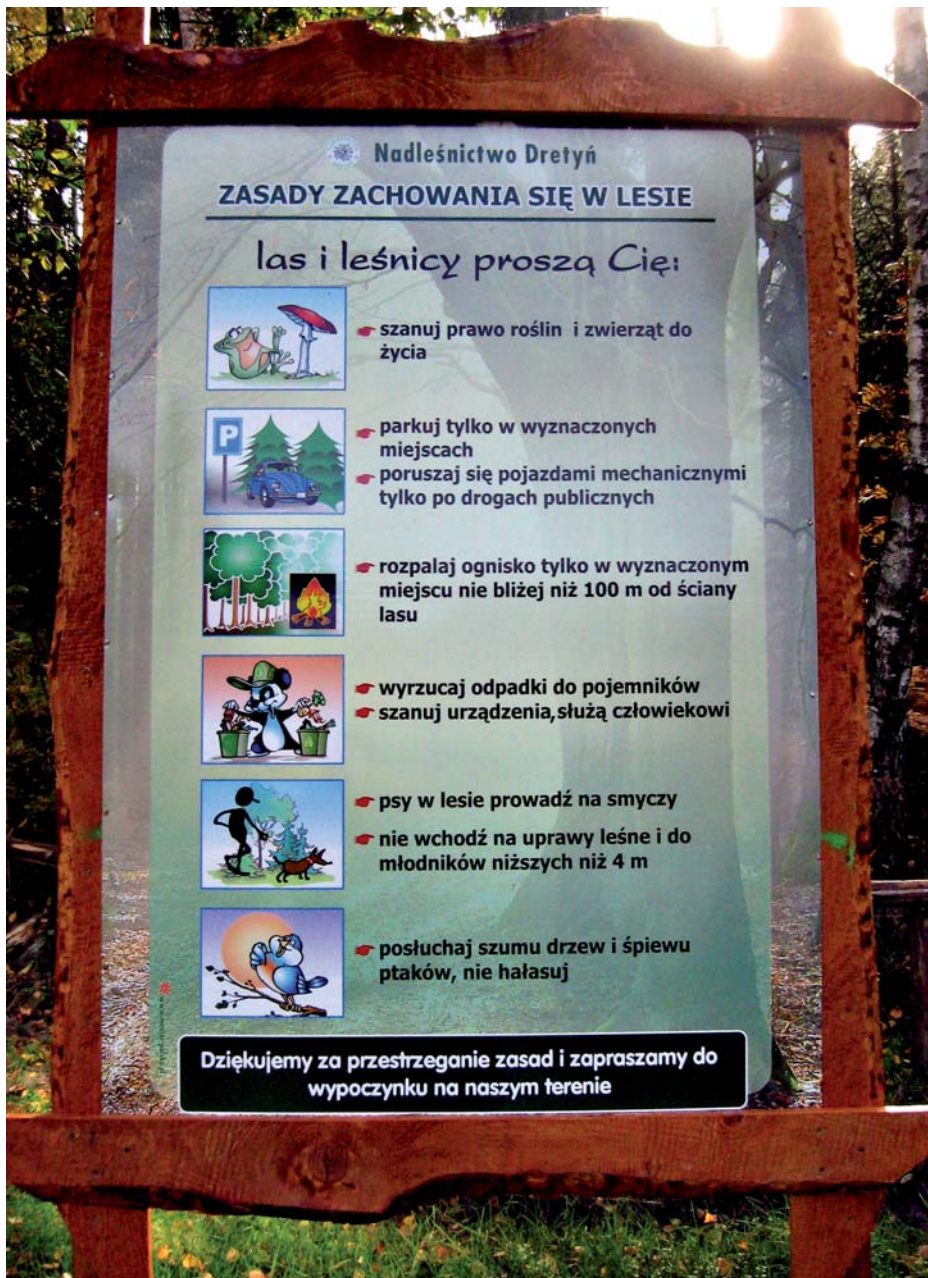 Nadleśnictwo Dretyń
ZASADY ZACHOWANIA SIĘ W LESIE
las i leśnicy proszą Cię:
szanuj prawo roślin i zwierząt do
życia
P
parkuj tylko w wyznaczonych
miejscach
poruszaj się pojazdami mechanicznymi
tylko po drogach publicznych
rozpalaj ognisko tylko w wyznaczonym
miejscu nie bliżej niż 100 m od ściany
lasu
wyrzucaj odpadki do pojemników
szanuj urządzenia,służą człowiekowi
psy w lesie prowadź na smyczy
nie wchodź na uprawy leśne i do
młodników niższych niż 4 m
posłuchaj szumu drzew i śpiewu
ptaków, nie hałasuj
Dziękujemy za przestrzeganie zasad i zapraszamy do
wypoczynku na naszym terenie